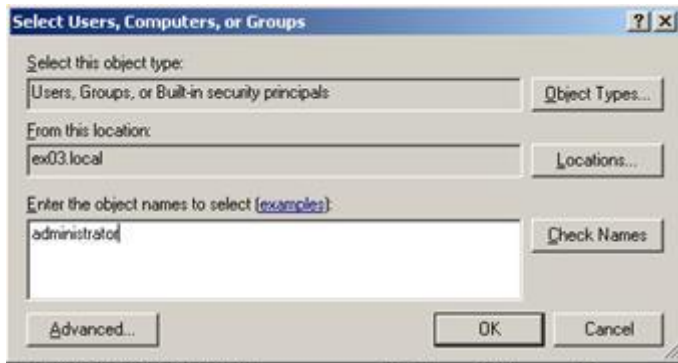 Select Users, Computers, or Groups
Select this object type:
Users, Groups, or Built-in security principals
Object Types...
From this location:
ex03.local
Locations...
Enter the object names to select (examples):
administrator
Check Names
Advanced...
OK
Cancel